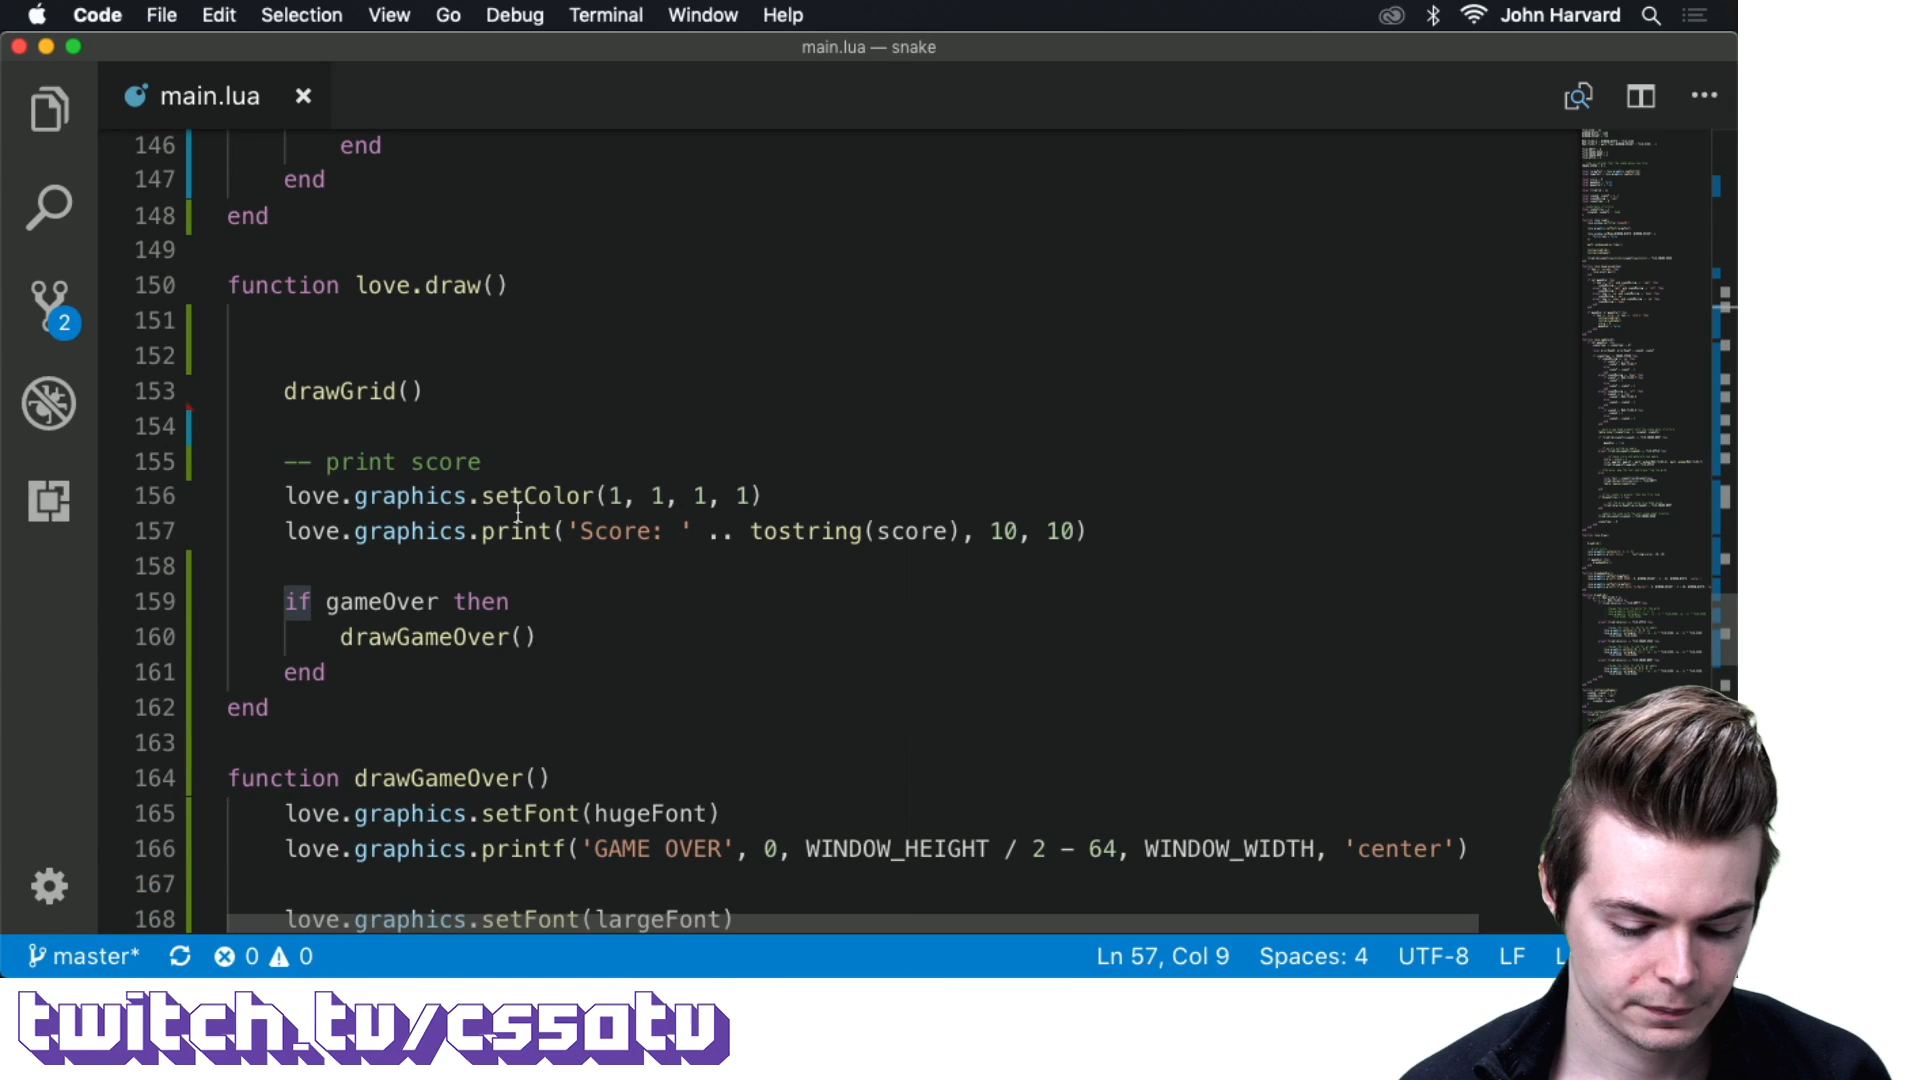 Code File Edit Selection View Go Debug Terminal Window Help John Harvard
main.lua — snake
main.lua
146 end
147 end
148 end
149
150 function love.draw()
151
152
153 drawGrid()
154
155 -- print score
156 love.graphics.setColor(1, 1, 1, 1)
157 love.graphics.print('Score: ' .. tostring(score), 10, 10)
158
159 if gameOver then
160 drawGameOver()
161 end
162 end
163
164 function drawGameOver()
165 love.graphics.setFont(hugeFont)
166 love.graphics.printf('GAME OVER', 0, WINDOW_HEIGHT / 2 - 64, WINDOW_WIDTH, 'center')
167
168 love.graphics.setFont(largeFont)
2
master* 0 0 Ln 57, Col 9 Spaces: 4 UTF-8 LF L
twitch.tv/cs50tv